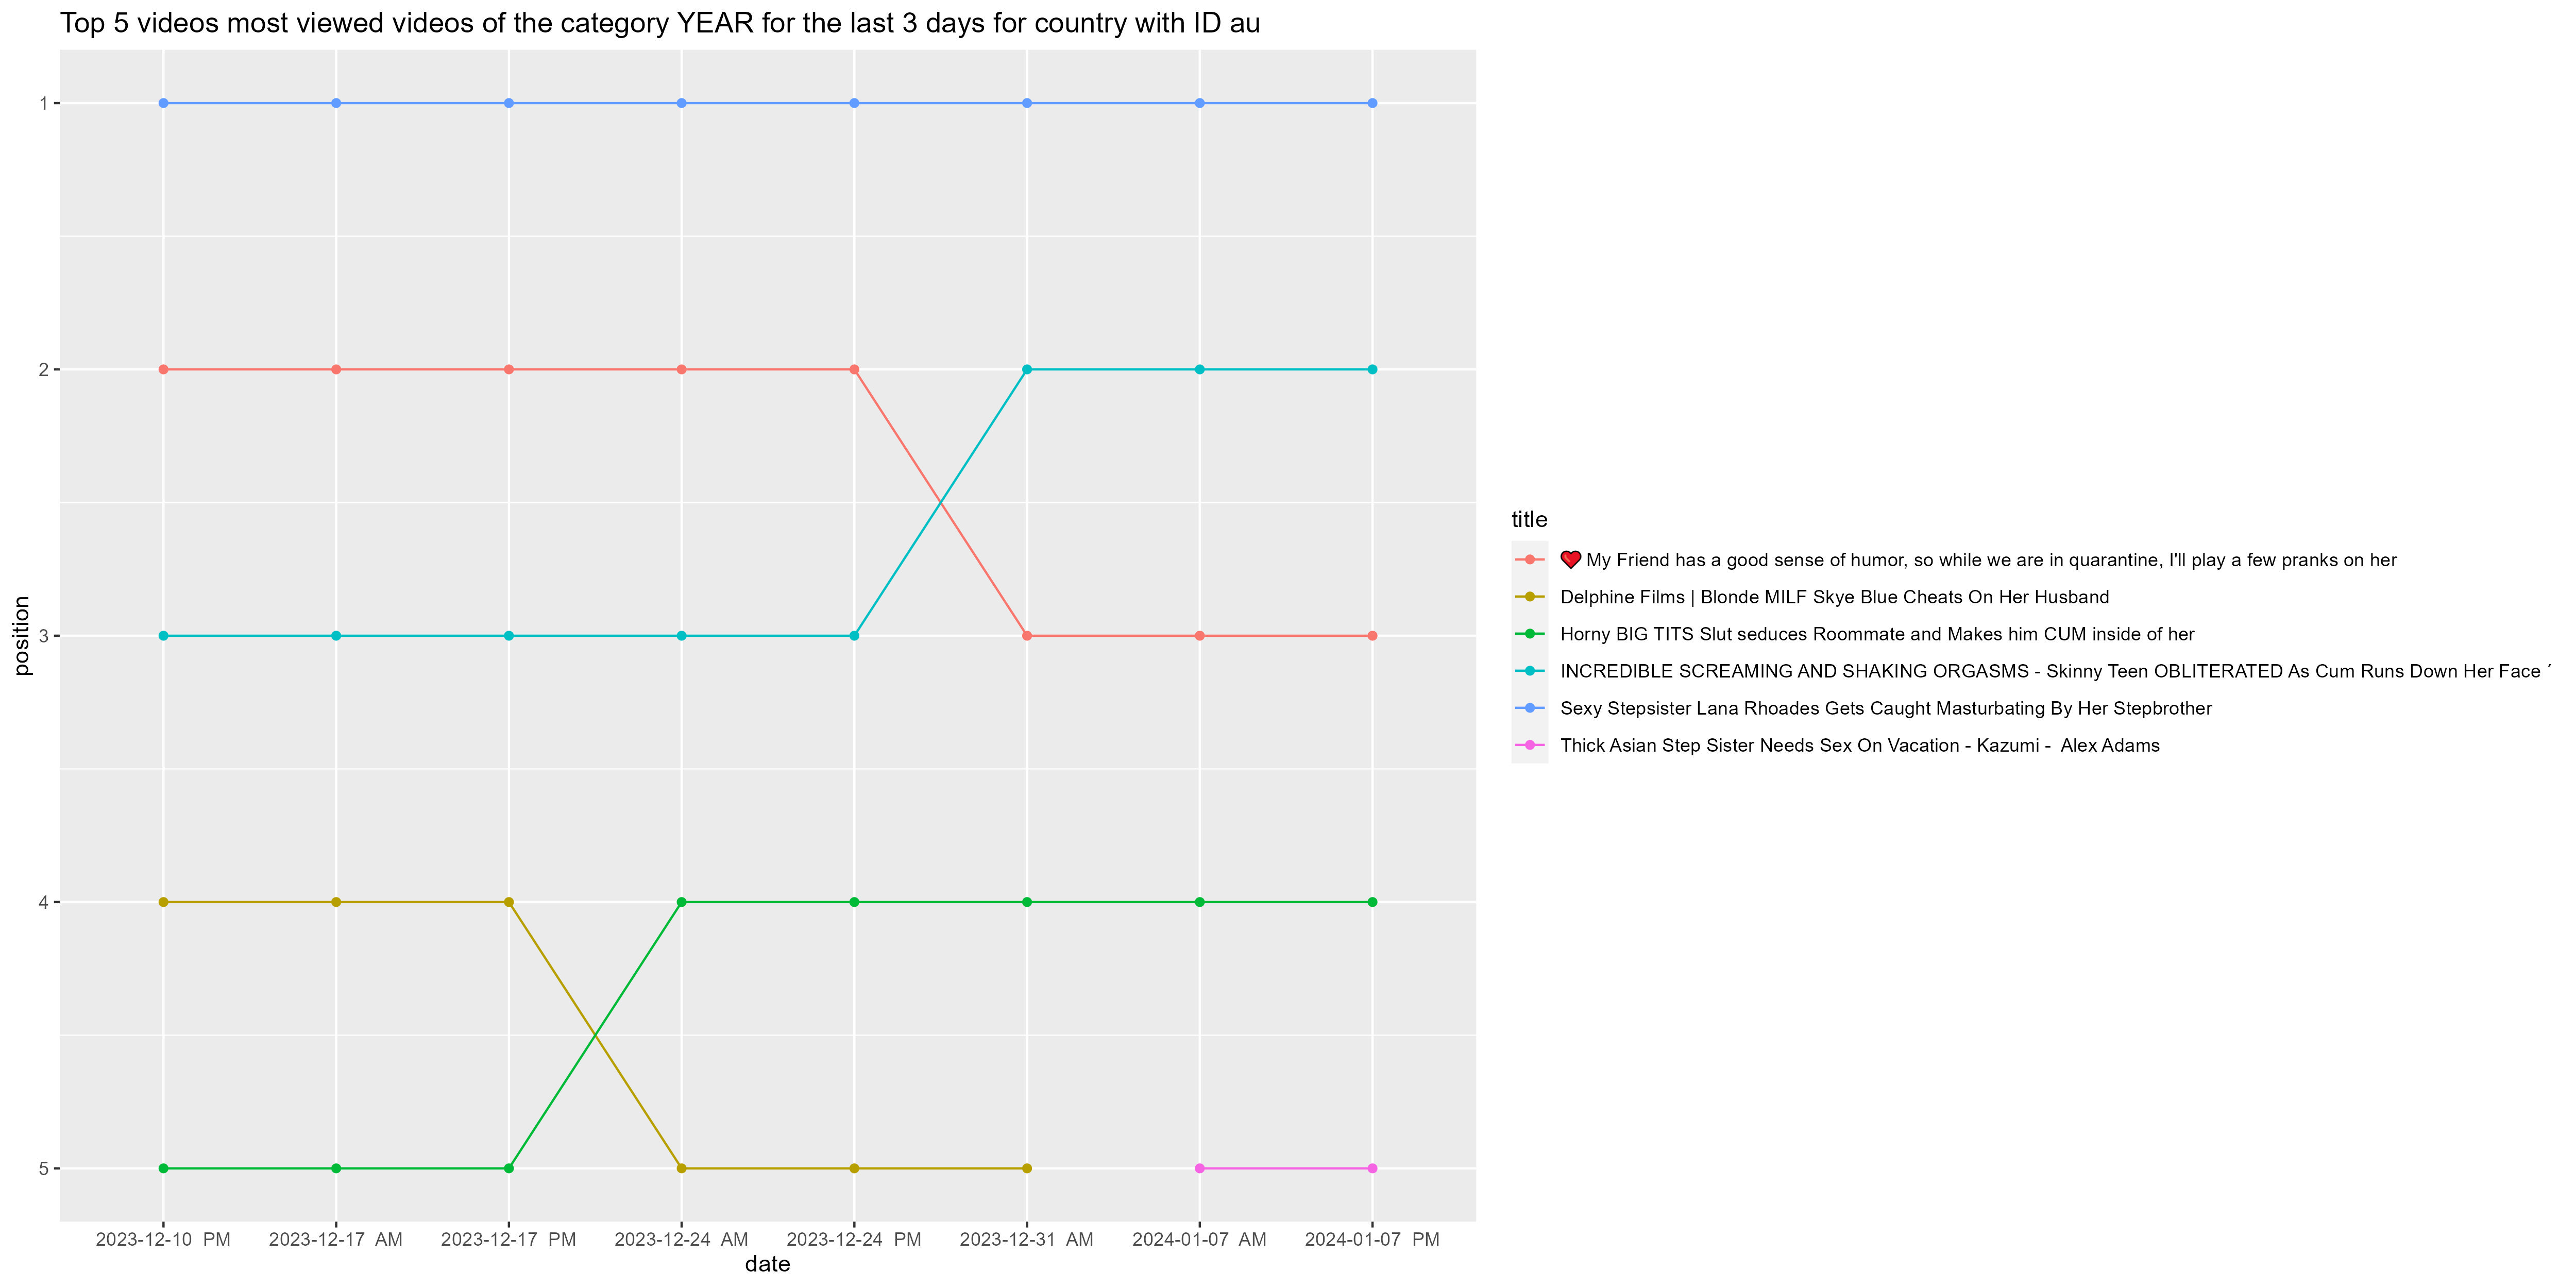 Top 5 videos most viewed videos of the category YEAR for the last 3 days for country with ID au
1
2
3
4
5
position
2023-12-10 PM 2023-12-17 AM 2023-12-17 PM 2023-12-24 AM 2023-12-24 PM 2023-12-31 AM 2024-01-07 AM 2024-01-07 PM
date
title
❤️ My Friend has a good sense of humor, so while we are in quarantine, I'll play a few pranks on her
Delphine Films | Blonde MILF Skye Blue Cheats On Her Husband
Horny BIG TITS Slut seduces Roommate and Makes him CUM inside of her
INCREDIBLE SCREAMING AND SHAKING ORGASMS - Skinny Teen OBLITERATED As Cum Runs Down Her Face ´
Sexy Stepsister Lana Rhoades Gets Caught Masturbating By Her Stepbrother
Thick Asian Step Sister Needs Sex On Vacation - Kazumi - Alex Adams